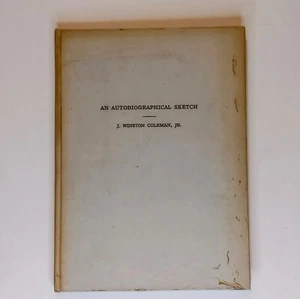 AN AUTOBIOGRAPHICAL SKETCH
J. WINSTON COLEMAN, JR.